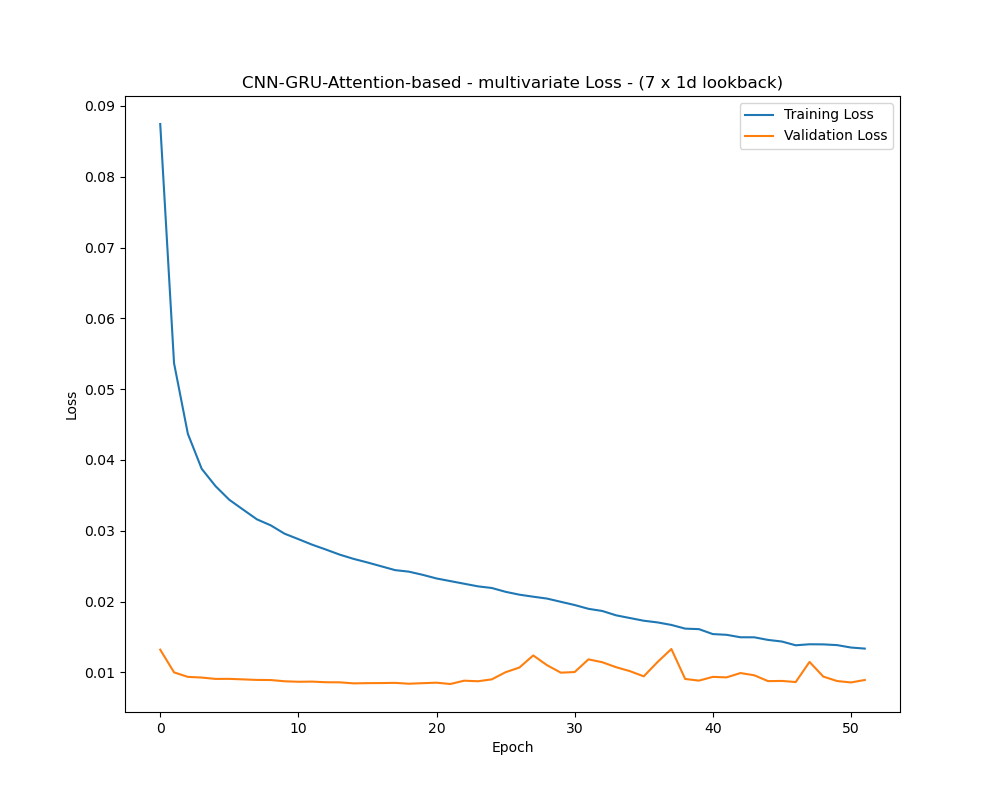 CNN-GRU-Attention-based - multivariate Loss - (7 x 1d lookback)
Training Loss
Validation Loss
0.09
0.08
0.07
0.06
0.05
0.04
0.03
0.02
0.01
Loss
0 10 20 30 40 50
Epoch